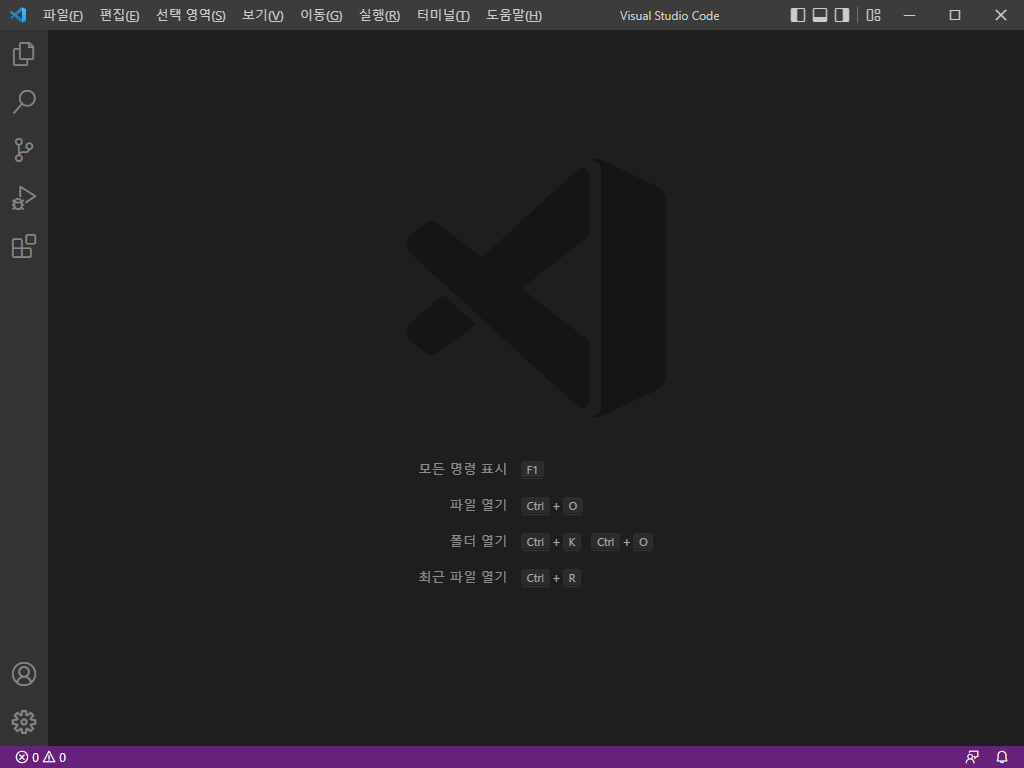 파일(F) 편집(E) 선택 영역(S) 보기(V) 이동(G) 실행(R) 터미널(T) 도움말(H) Visual Studio Code
모든 명령 표시 F1
파일 열기 Ctrl + O
폴더 열기 Ctrl + K Ctrl + O
최근 파일 열기 Ctrl + R
0 0